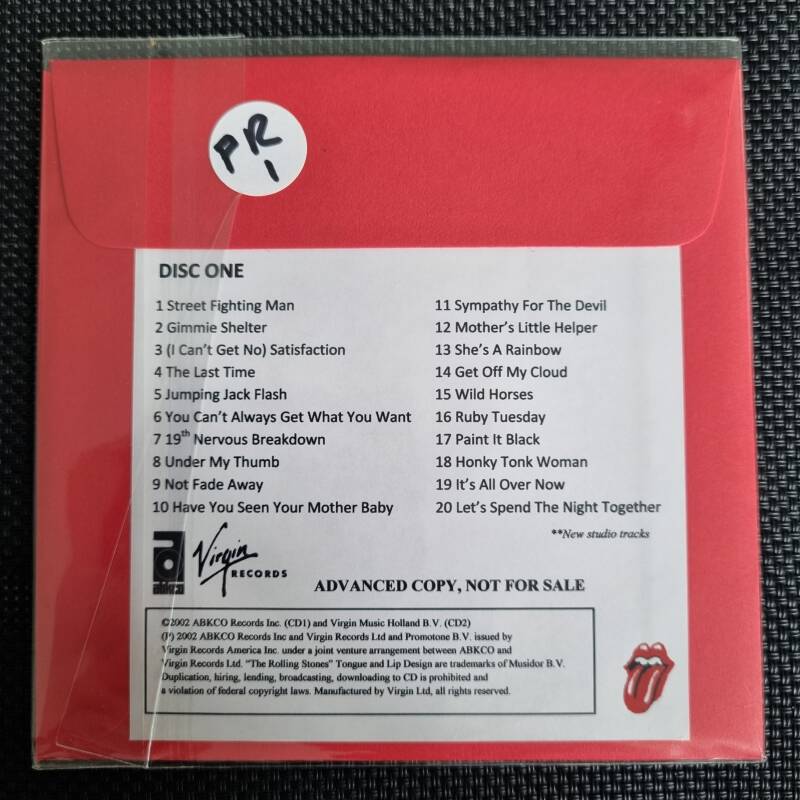 PR
1
DISC ONE
1 Street Fighting Man
2 Gimmie Shelter
3 (I Can't Get No) Satisfaction
4 The Last Time
5 Jumping Jack Flash
6 You Can't Always Get What You Want
7 19th Nervous Breakdown
8 Under My Thumb
9 Not Fade Away
10 Have You Seen Your Mother Baby
11 Sympathy For The Devil
12 Mother's Little Helper
13 She's A Rainbow
14 Get Off My Cloud
15 Wild Horses
16 Ruby Tuesday
17 Paint It Black
18 Honky Tonk Woman
19 It's All Over Now
20 Let's Spend The Night Together
**New studio tracks
abkco
Virgin
RECORDS
ADVANCED COPY, NOT FOR SALE
©2002 ABKCO Records Inc. (CD1) and Virgin Music Holland B.V. (CD2)
(P) 2002 ABKCO Records Inc and Virgin Records Ltd and Promotone B.V. issued by
Virgin Records America Inc. under a joint venture arrangement between ABKCO and
Virgin Records Ltd. "The Rolling Stones" Tongue and Lip Design are trademarks of Musidor B.V.
Duplication, hiring, lending, broadcasting, downloading to CD is prohibited and
a violation of federal copyright laws. Manufactured by Virgin Ltd, all rights reserved.